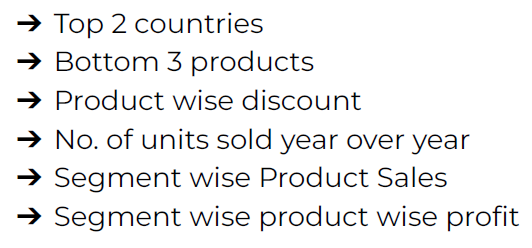 ➔ Top 2 countries
➔ Bottom 3 products
➔ Product wise discount
➔ No. of units sold year over year
➔ Segment wise Product Sales
➔ Segment wise product wise profit